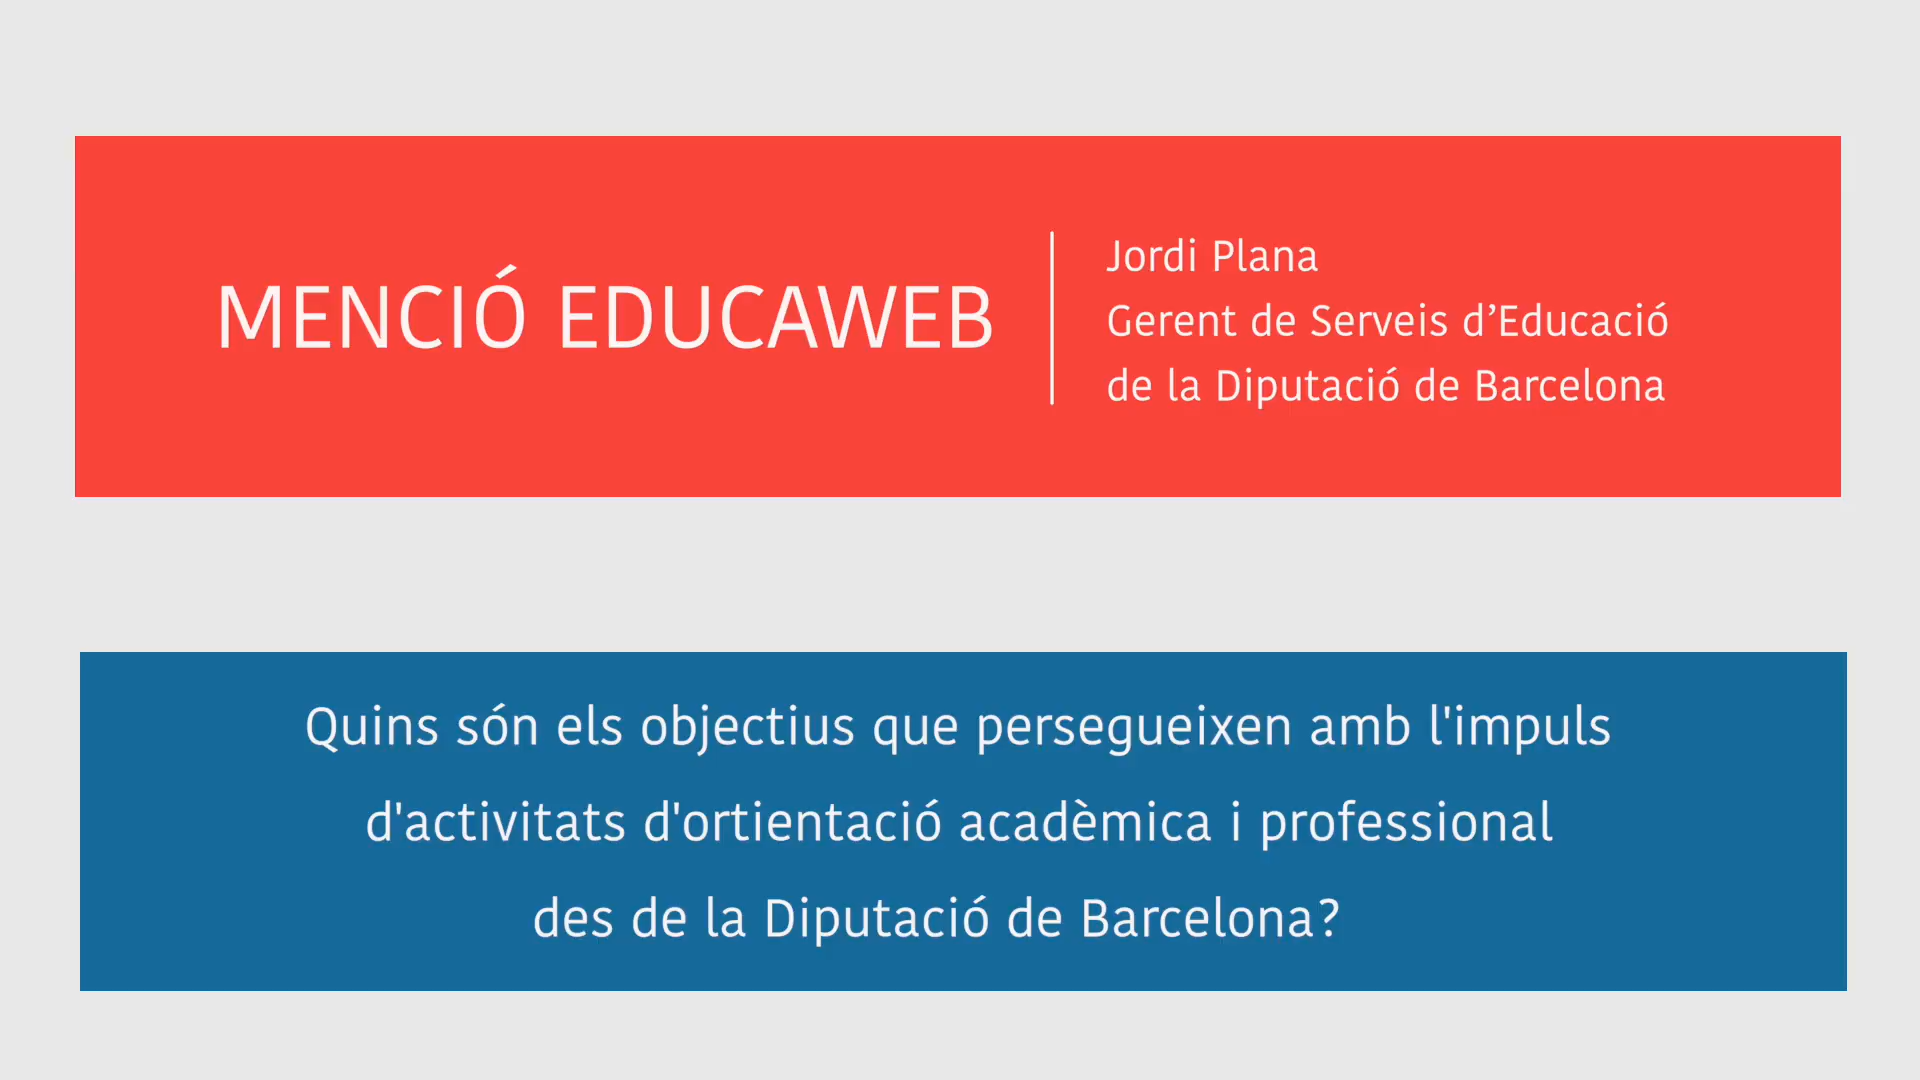 MENCIÓ EDUCAWEB
Jordi Plana
Gerent de Serveis d’Educació
de la Diputació de Barcelona
Quins són els objectius que persegueixen amb l'impuls
d'activitats d'ortientació acadèmica i professional
des de la Diputació de Barcelona?